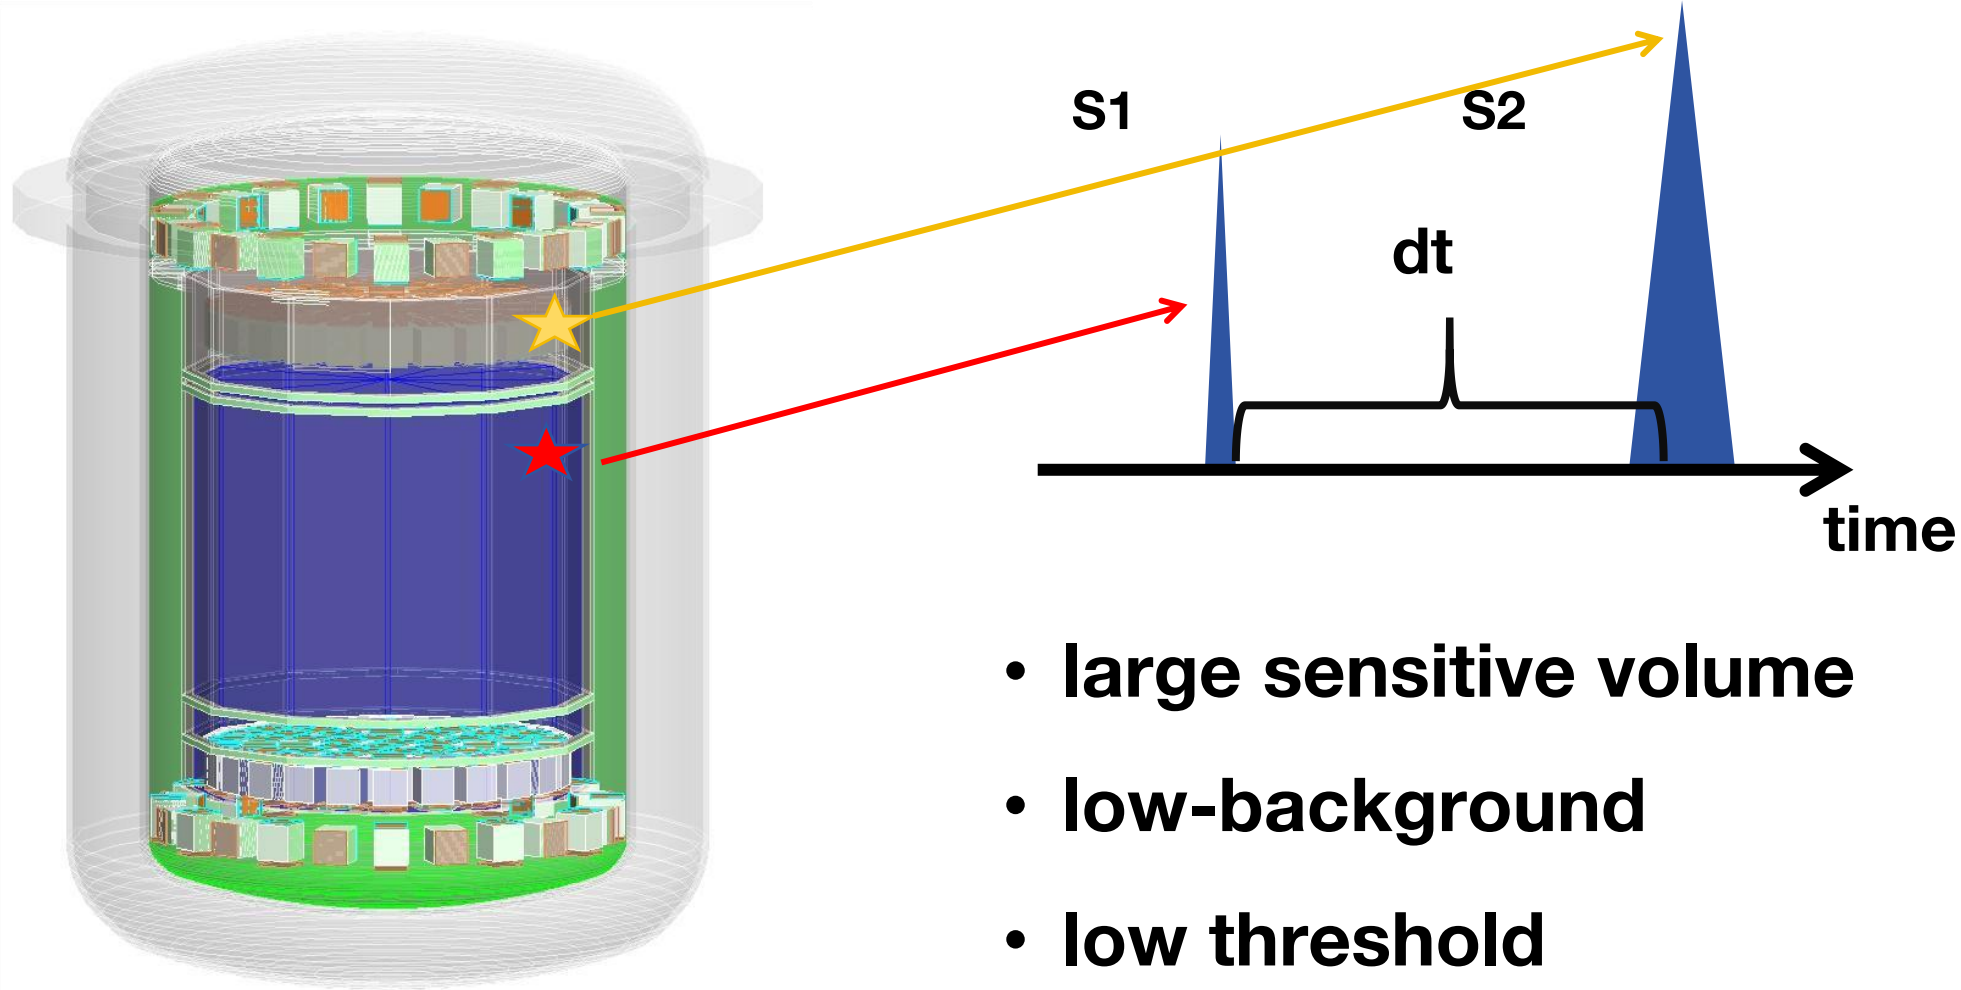 S1
S2
dt
time
• large sensitive volume
• low-background
• low threshold